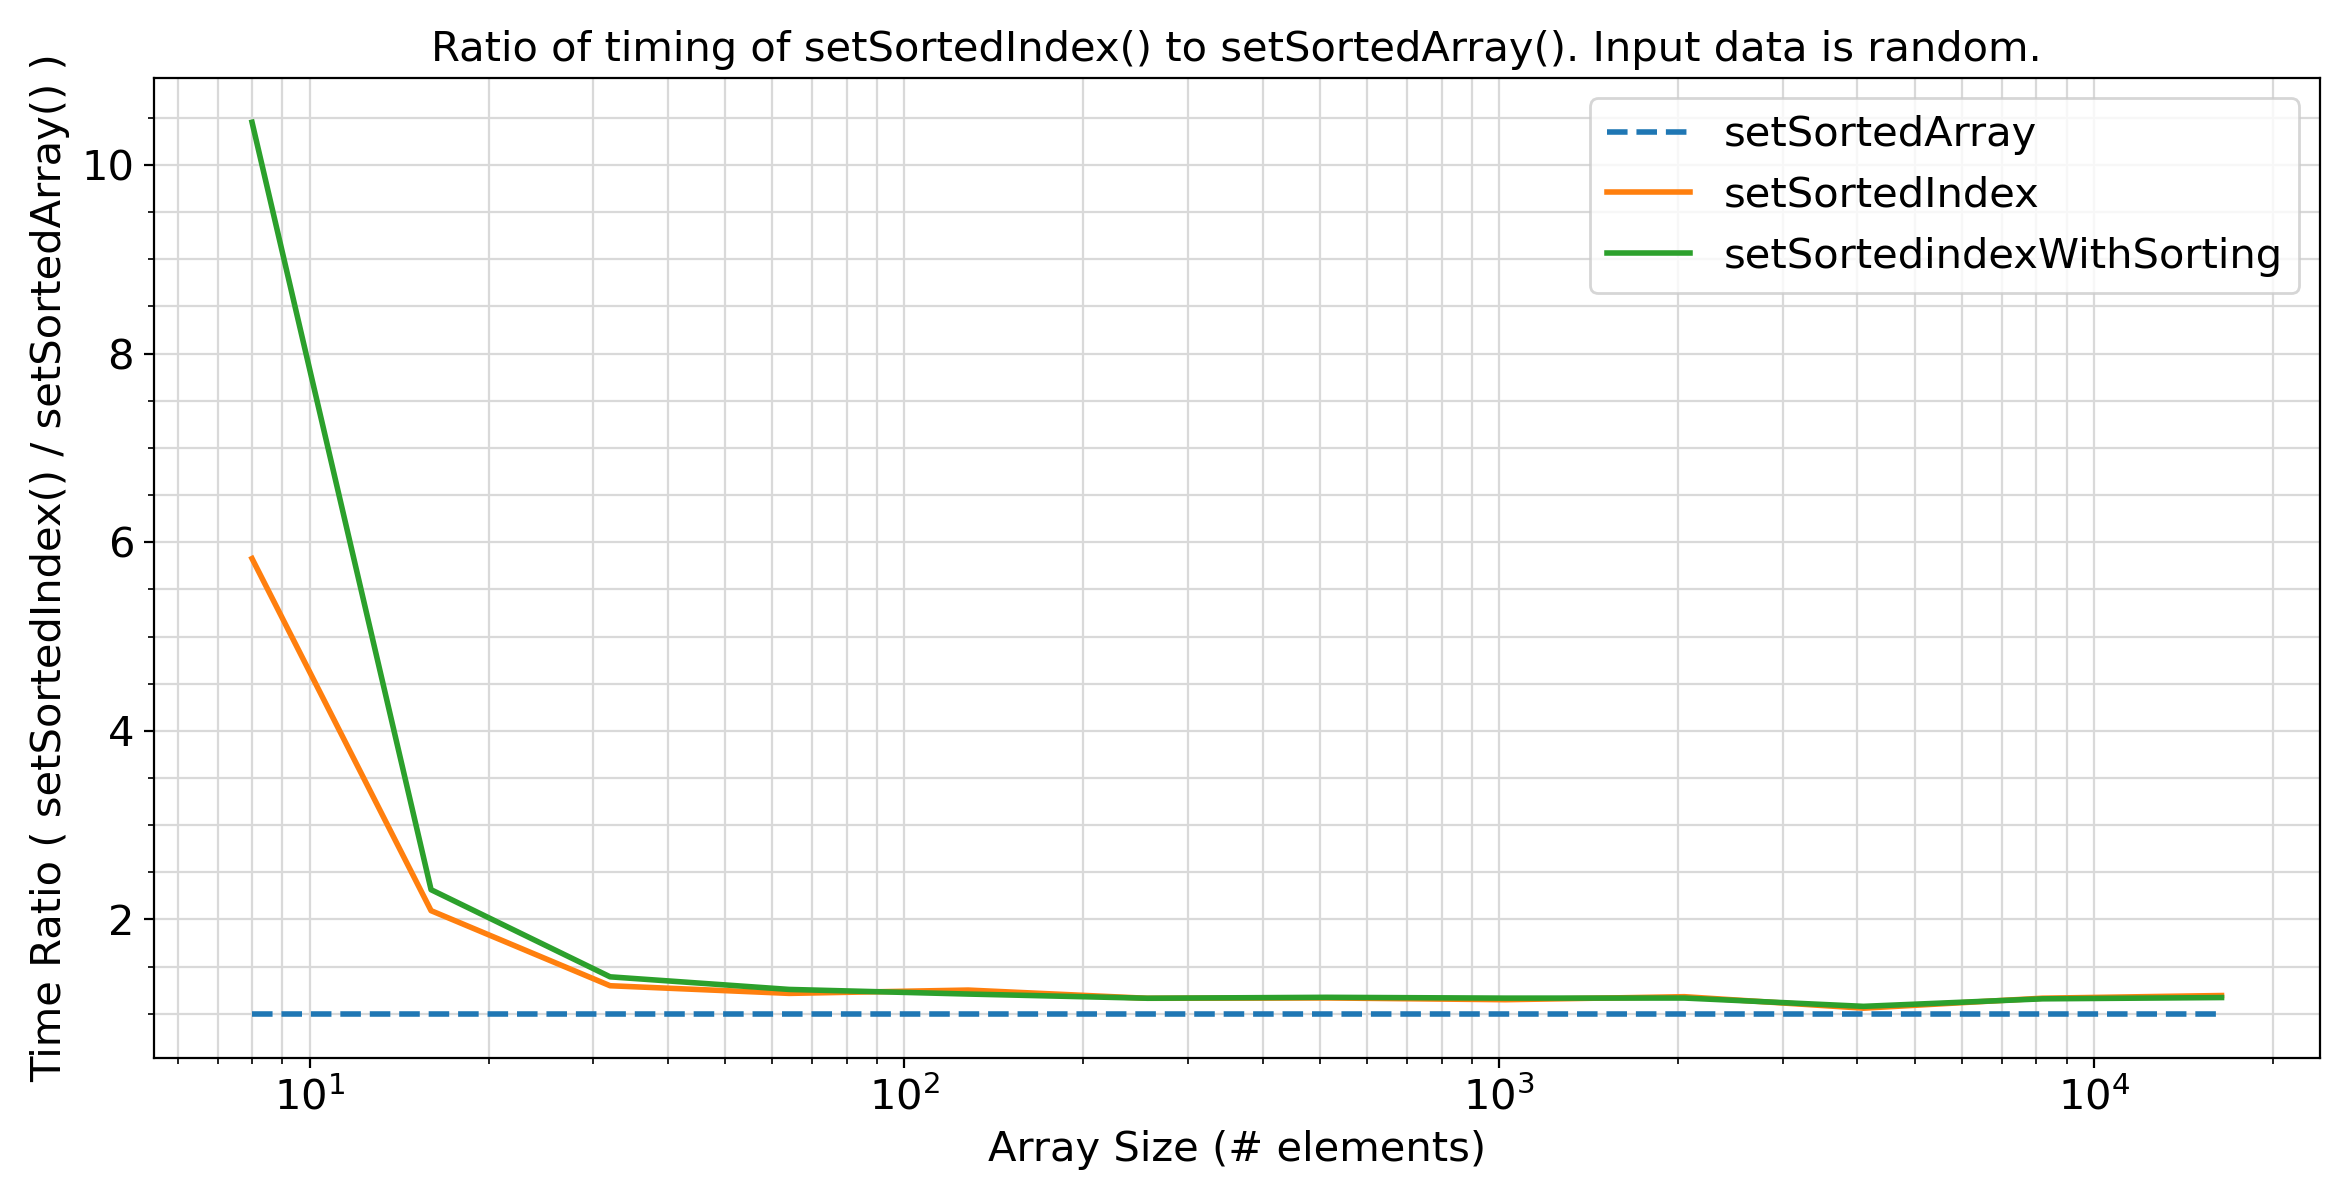 Ratio of timing of setSortedIndex() to setSortedArray(). Input data is random.
Time Ratio ( setSortedIndex() / setSortedArray() )
10
8
6
4
2
setSortedArray
setSortedIndex
setSortedindexWithSorting
10¹ 10² 10³ 10⁴
Array Size (# elements)